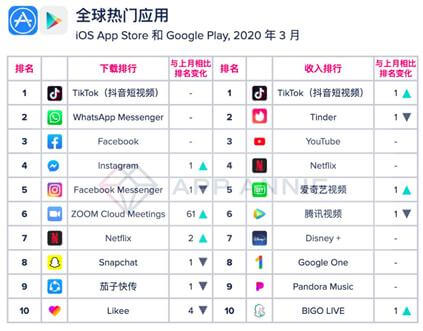 全球热门应用
iOS App Store 和 Google Play, 2020 年 3 月
排名 下载排行 与上月相比排名变化 排名 收入排行 与上月相比排名变化
1 TikTok（抖音短视频） - 1 TikTok（抖音短视频） 1 ▲
2 WhatsApp Messenger - 2 Tinder 1 ▼
3 Facebook - 3 YouTube -
4 Instagram 1 ▲ 4 Netflix -
5 Facebook Messenger 1 ▼ 5 爱奇艺视频 1 ▲
6 ZOOM Cloud Meetings 61 ▲ 6 腾讯视频 1 ▼
7 Netflix 2 ▲ 7 Disney + -
8 Snapchat 1 ▼ 8 Google One -
9 茄子快传 1 ▼ 9 Pandora Music -
10 Likee 4 ▼ 10 BIGO LIVE 1 ▲
APP ANNIE